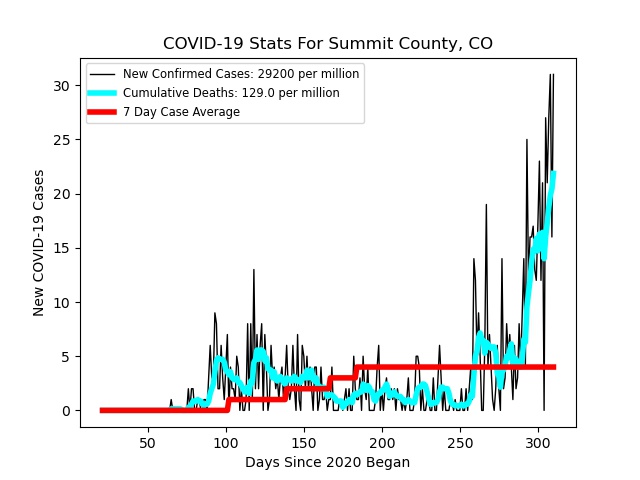 COVID-19 Stats For Summit County, CO
New Confirmed Cases: 29200 per million
Cumulative Deaths: 129.0 per million
7 Day Case Average
30
25
20
15
10
5
0
New COVID-19 Cases
50 100 150 200 250 300
Days Since 2020 Began